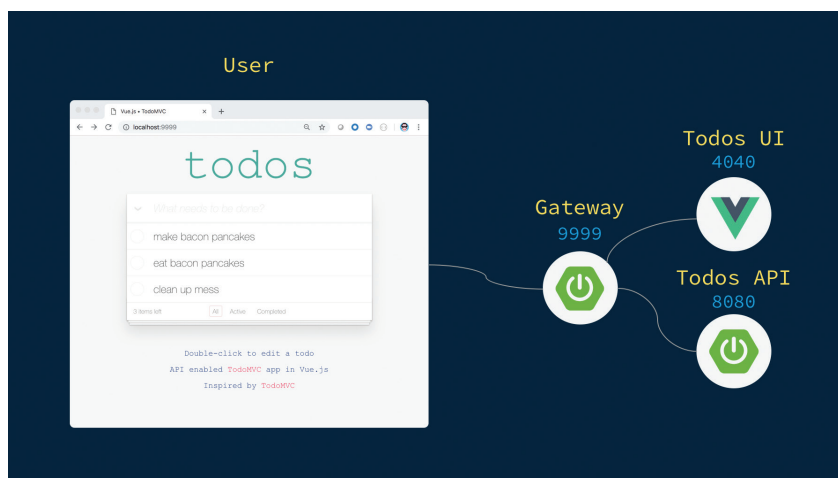 User
Vue.js • TodoMVC
localhost:9999
todos
What needs to be done?
make bacon pancakes
eat bacon pancakes
clean up mess
3 items left All Active Completed
Double-click to edit a todo
API enabled TodoMVC app in Vue.js
Inspired by TodoMVC
Gateway
9999
Todos UI
4040
Todos API
8080